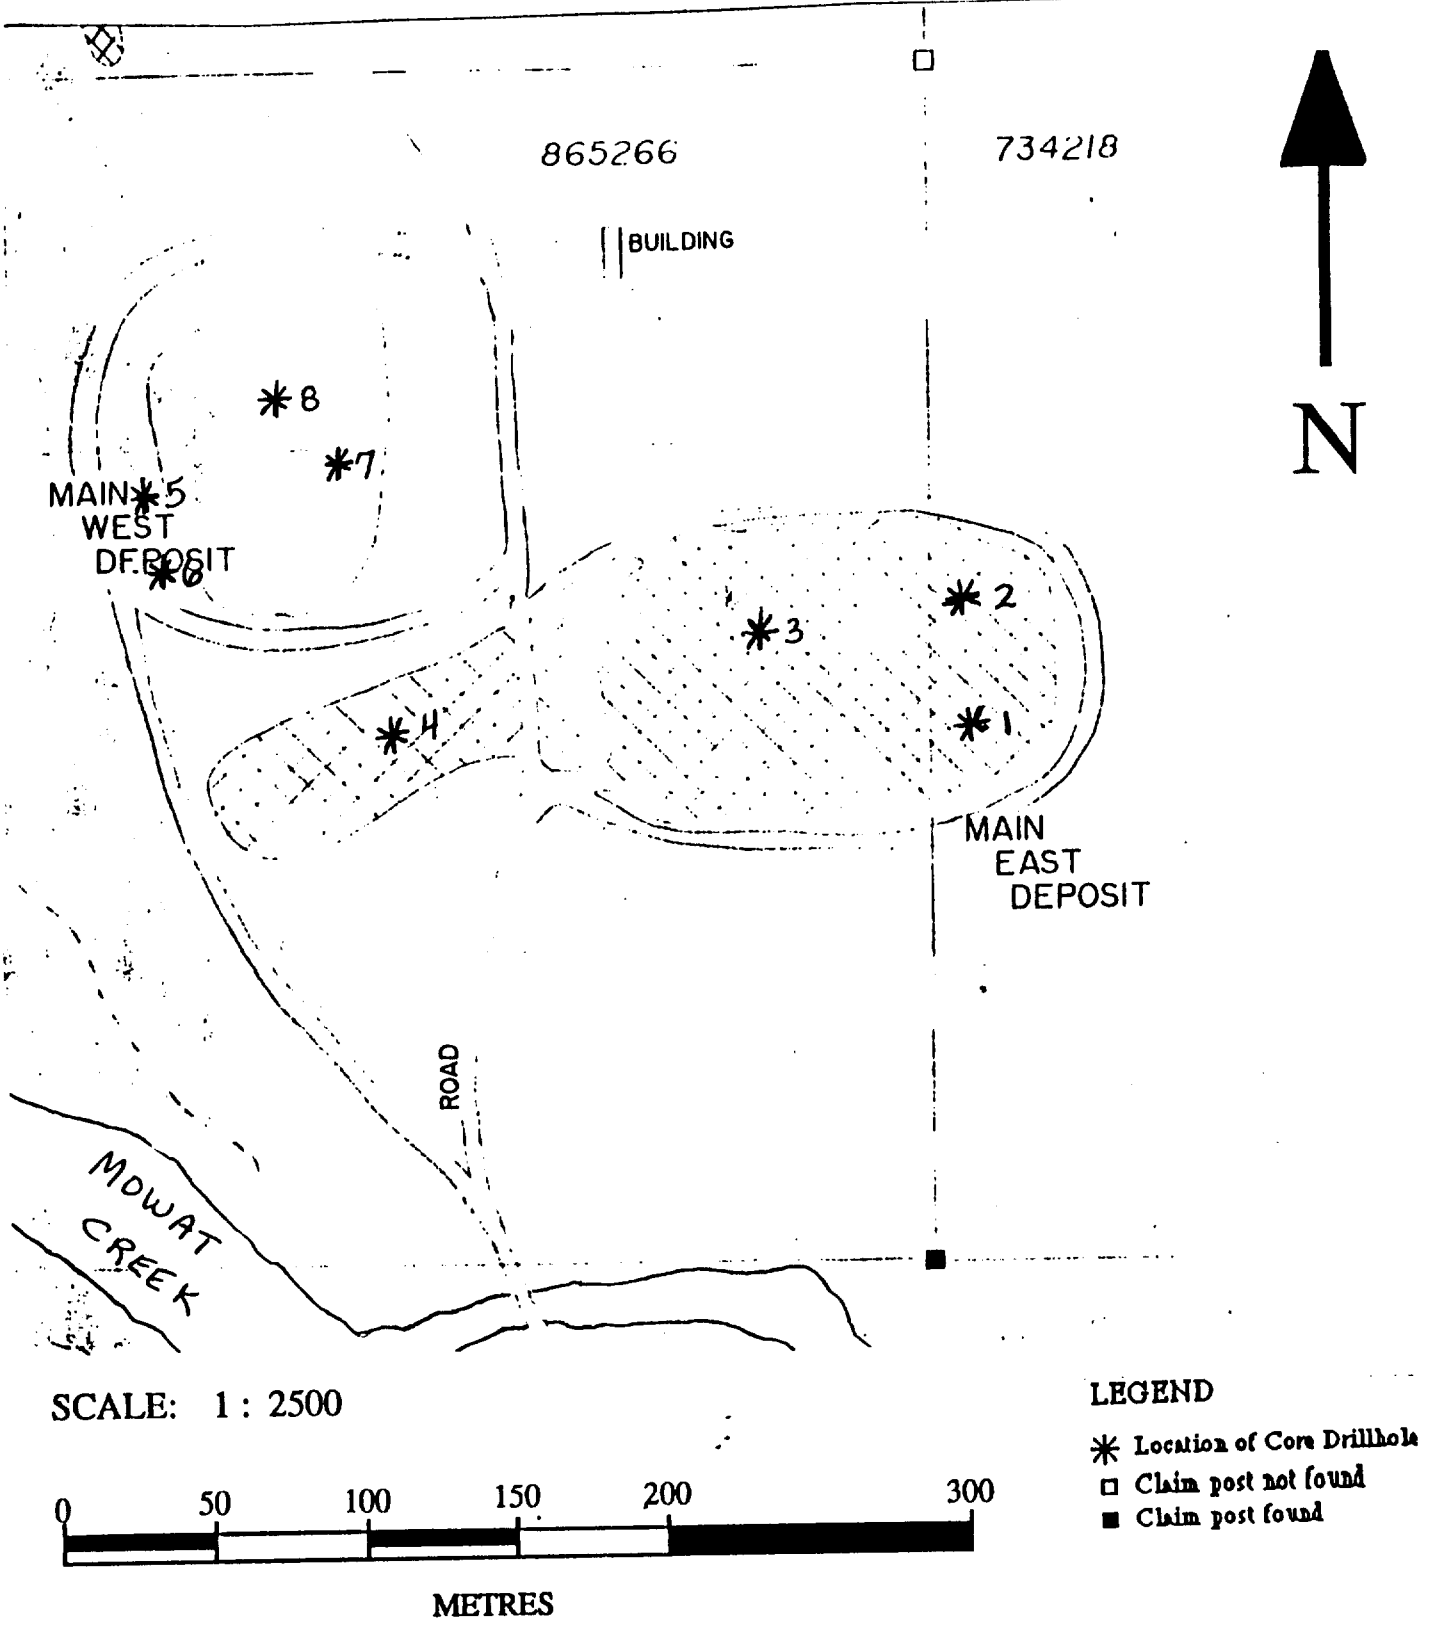 865266
734218
BUILDING
N
8
7
MAIN
5
WEST
DEPOSIT
6
2
3
1
4
MAIN
EAST
DEPOSIT
ROAD
MOWAT
CREEK
SCALE: 1 : 2500
LEGEND
Location of Core Drillhole
Claim post not found
Claim post found
0 50 100 150 200 300
METRES